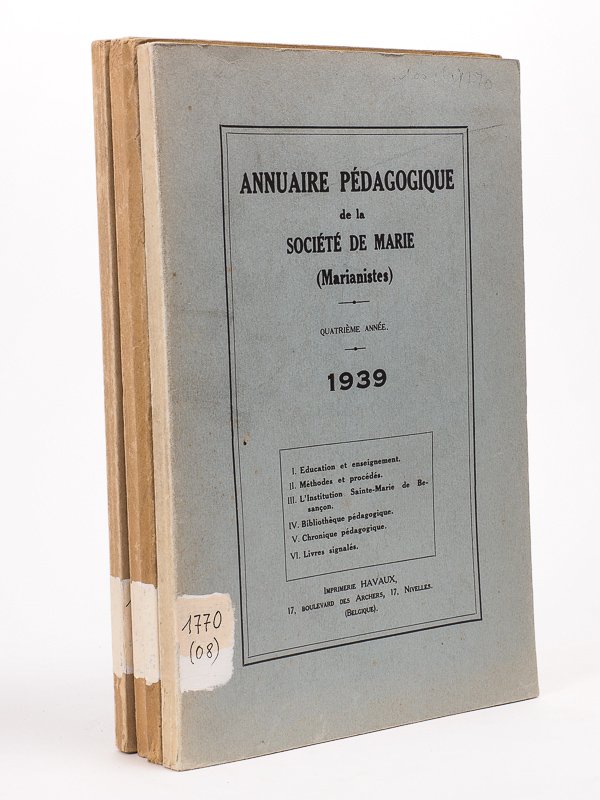 ANNUAIRE PÉDAGOGIQUE
de la
SOCIÉTÉ DE MARIE
(Marianistes)
QUATRIÈME ANNÉE.
1939
I. Education et enseignement.
II. Méthodes et procédés.
III. L'Institution Sainte-Marie de Be-
sançon.
IV. Bibliothèque pédagogique.
V. Chronique pédagogique.
VI. Livres signalés.
IMPRIMERIE HAVAUX,
17, BOULEVARD DES ARCHERS, 17. NIVELLES.
(BELGIQUE).
1770
(08)